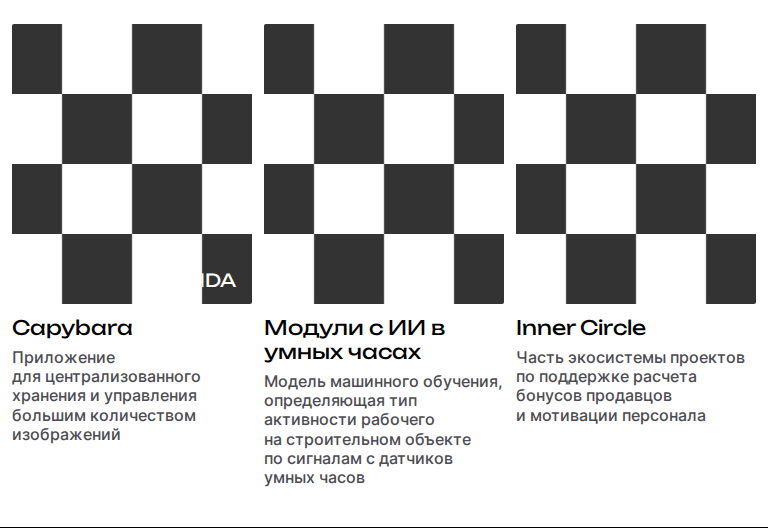 Capybara
Приложение
для централизованного
хранения и управления
большим количеством
изображений
Модули с ИИ в
умных часах
Модель машинного обучения,
определяющая тип
активности рабочего
на строительном объекте
по сигналам с датчиков
умных часов
Inner Circle
Часть экосистемы проектов
по поддержке расчета
бонусов продавцов
и мотивации персонала